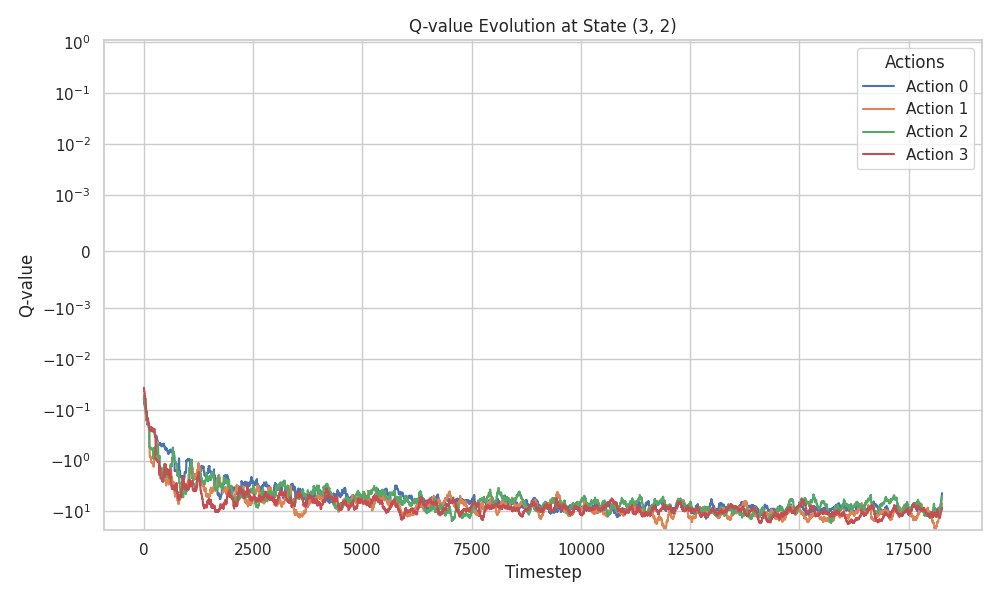 Q-value Evolution at State (3, 2)
Q-value
10⁰
10⁻¹
10⁻²
10⁻³
0
−10⁻³
−10⁻²
−10⁻¹
−10⁰
−10¹
Actions
Action 0
Action 1
Action 2
Action 3
0 2500 5000 7500 10000 12500 15000 17500
Timestep